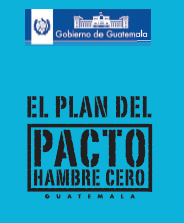 Gobierno de Guatemala
EL PLAN DEL
PACTO
HAMBRE CERO
GUATEMALA